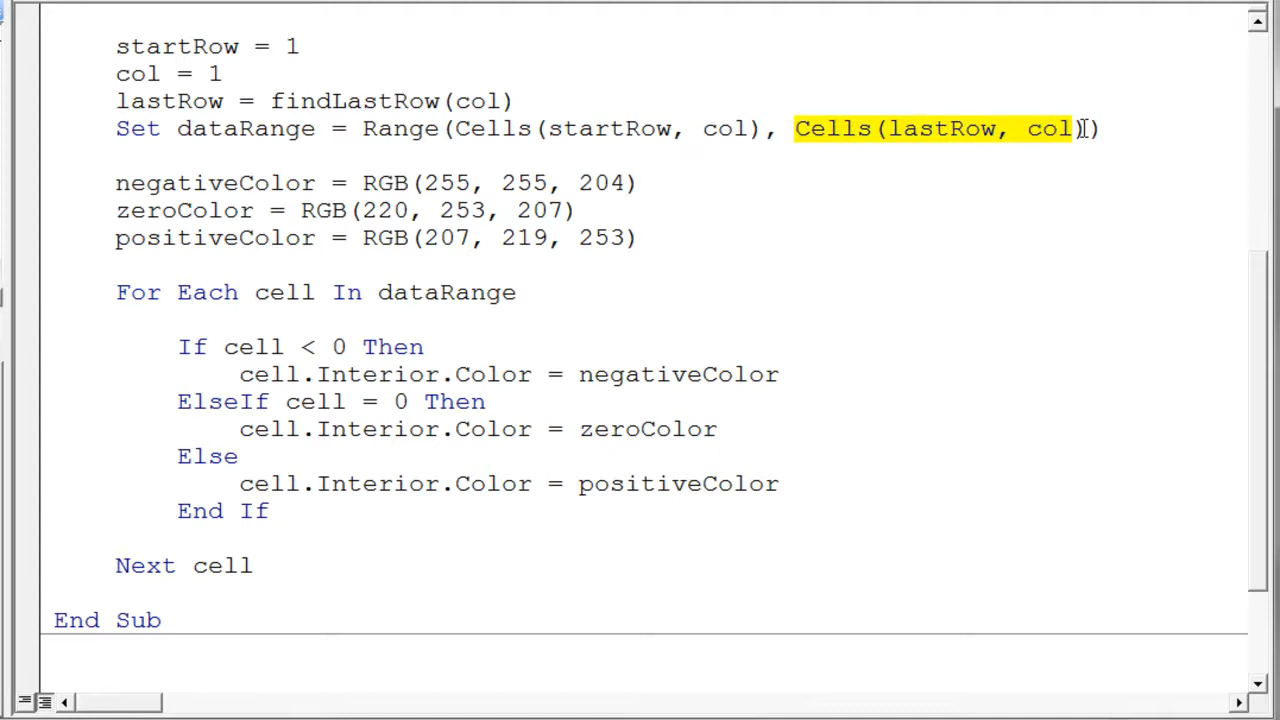 startRow = 1
col = 1
lastRow = findLastRow(col)
Set dataRange = Range(Cells(startRow, col), Cells(lastRow, col))
negativeColor = RGB(255, 255, 204)
zeroColor = RGB(220, 253, 207)
positiveColor = RGB(207, 219, 253)
For Each cell In dataRange
If cell < 0 Then
cell.Interior.Color = negativeColor
ElseIf cell = 0 Then
cell.Interior.Color = zeroColor
Else
cell.Interior.Color = positiveColor
End If
Next cell
End Sub